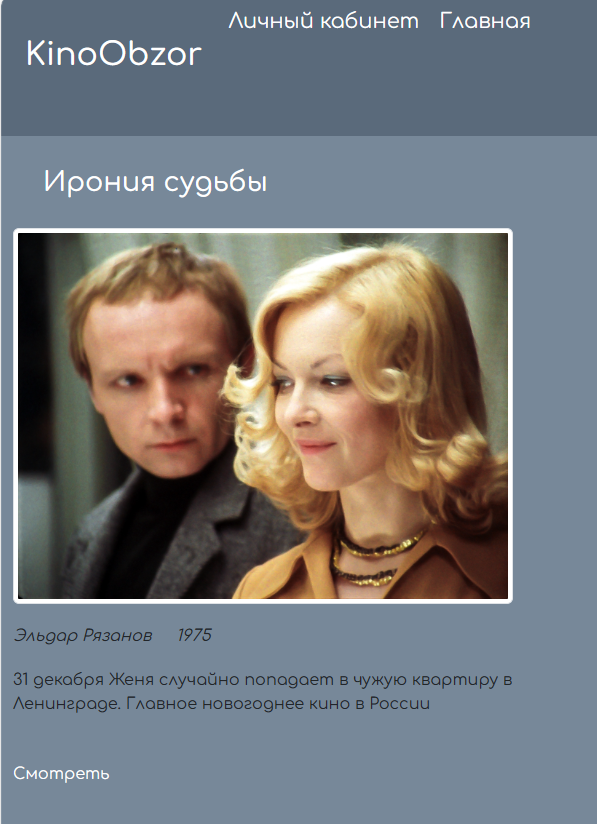 Личный кабинет Главная
KinoObzor
Ирония судьбы
Эльдар Рязанов 1975
31 декабря Женя случайно попадает в чужую квартиру в
Ленинграде. Главное новогоднее кино в России
Смотреть